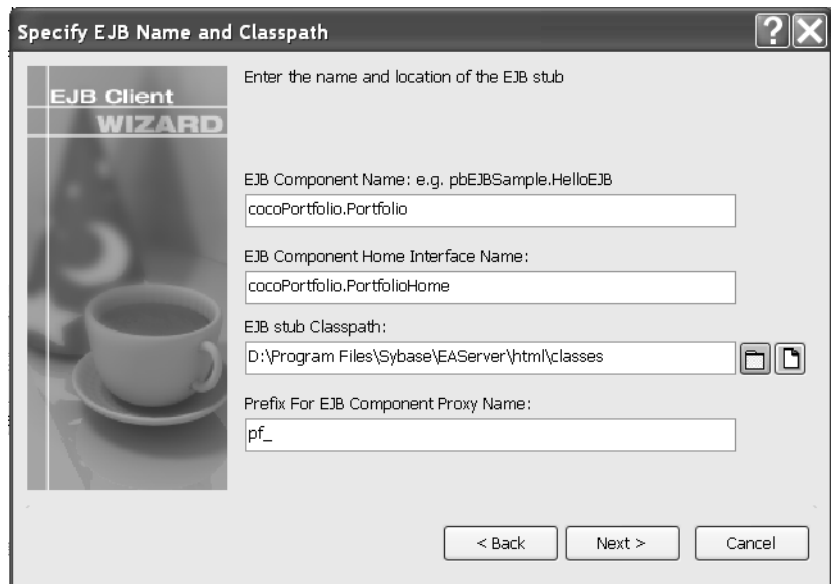 Specify EJB Name and Classpath
EJB Client
WIZARD
Enter the name and location of the EJB stub
EJB Component Name: e.g. pbEJBSample.HelloEJB
cocoPortfolio.Portfolio
EJB Component Home Interface Name:
cocoPortfolio.PortfolioHome
EJB stub Classpath:
D:\Program Files\Sybase\EAServer\html\classes
Prefix For EJB Component Proxy Name:
pf_
< Back
Next >
Cancel